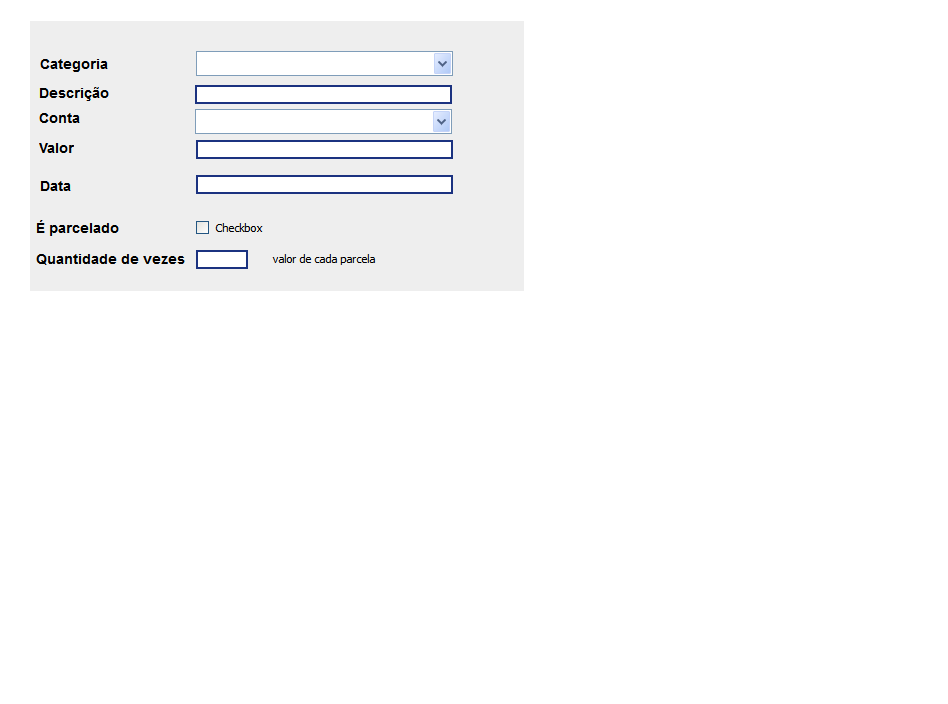 Categoria
Descrição
Conta
Valor
Data
É parcelado Checkbox
Quantidade de vezes valor de cada parcela